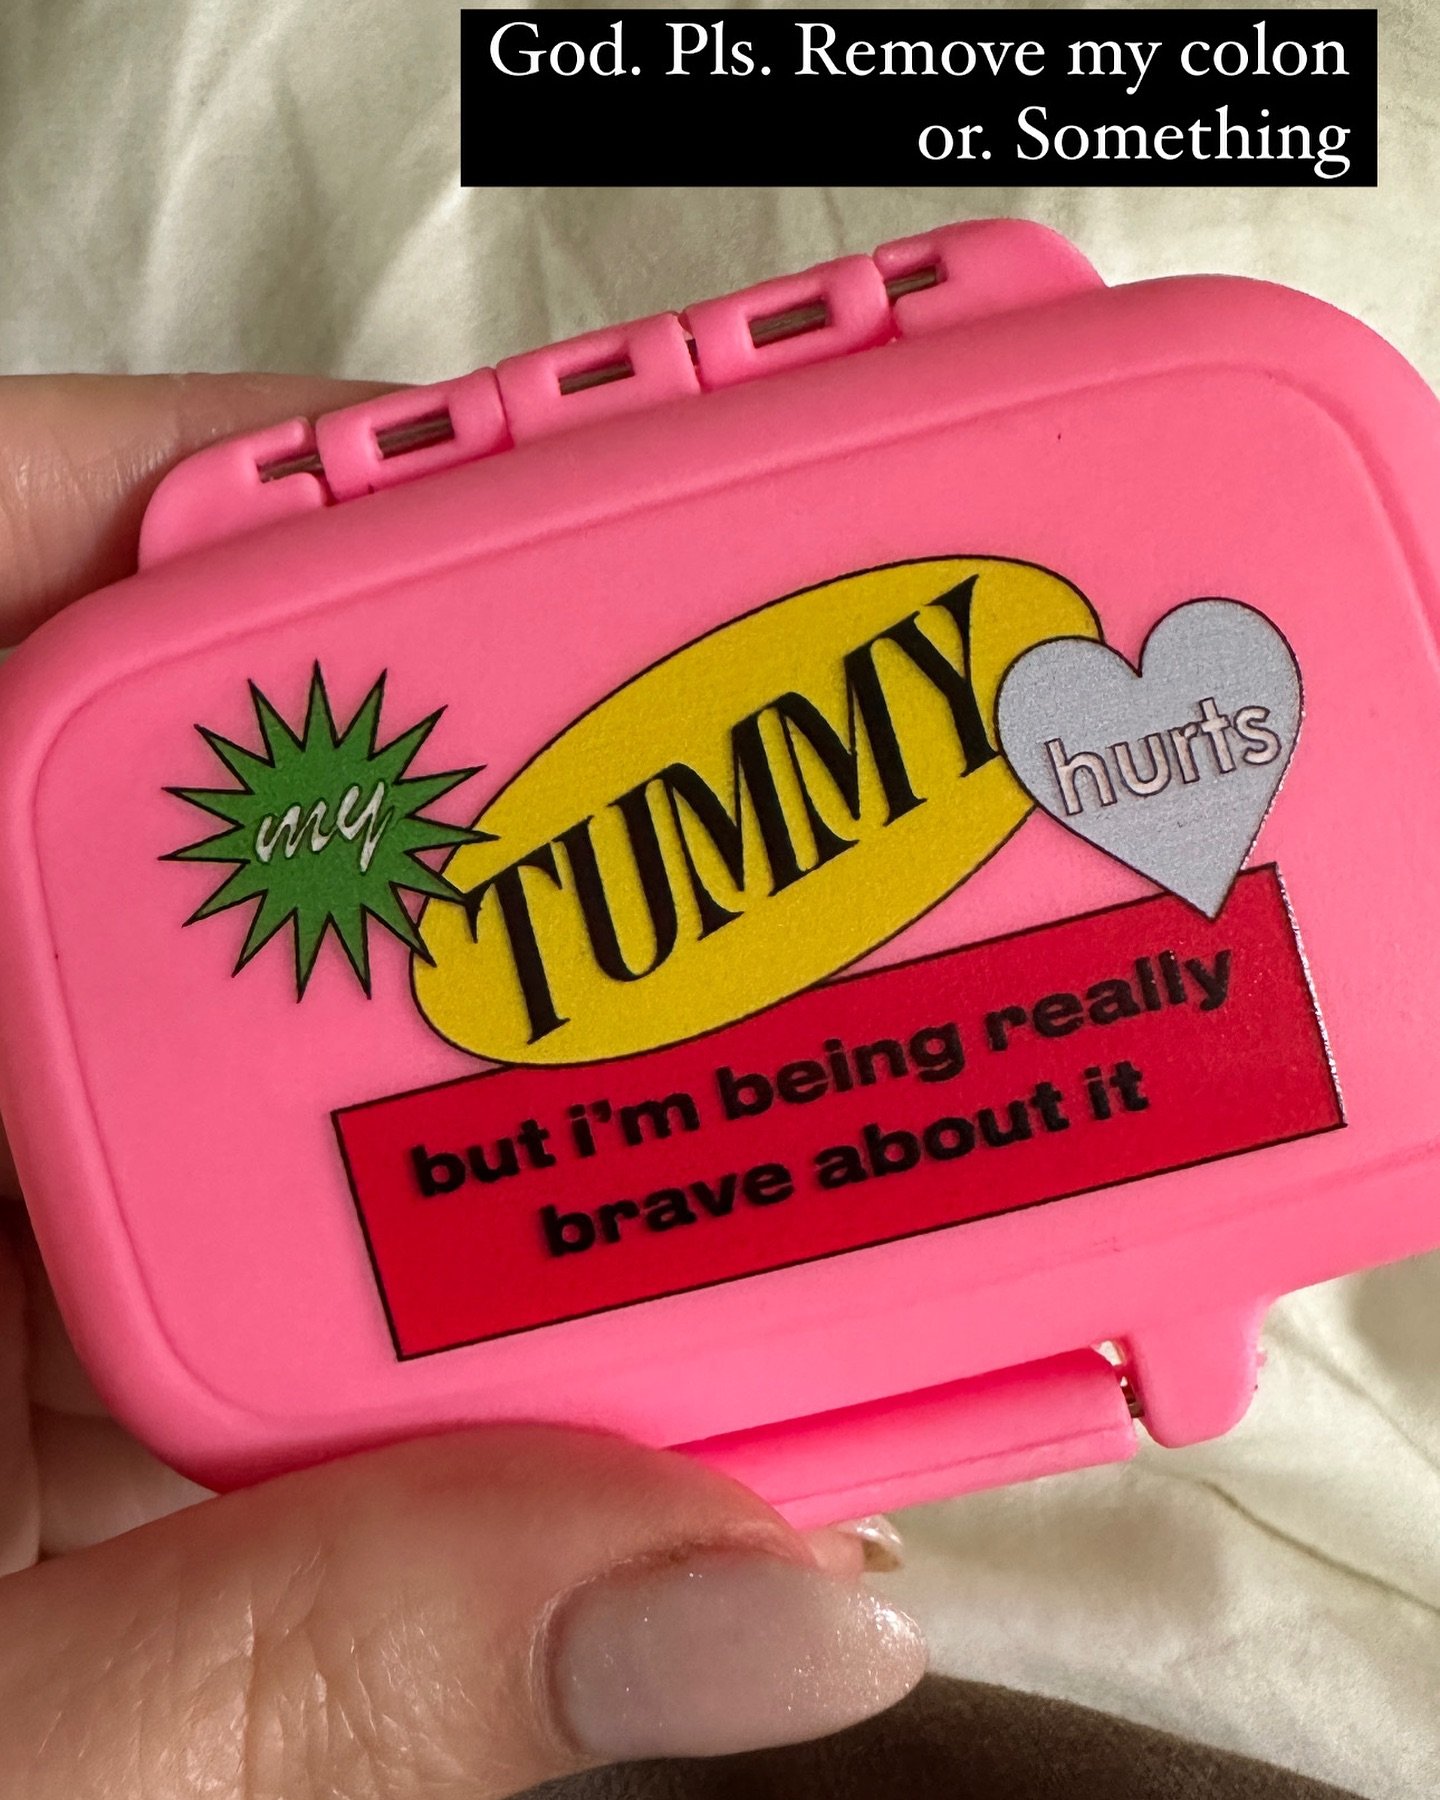 God. Pls. Remove my colon
or. Something
my
TUMMY
hurts
but i'm being really
brave about it